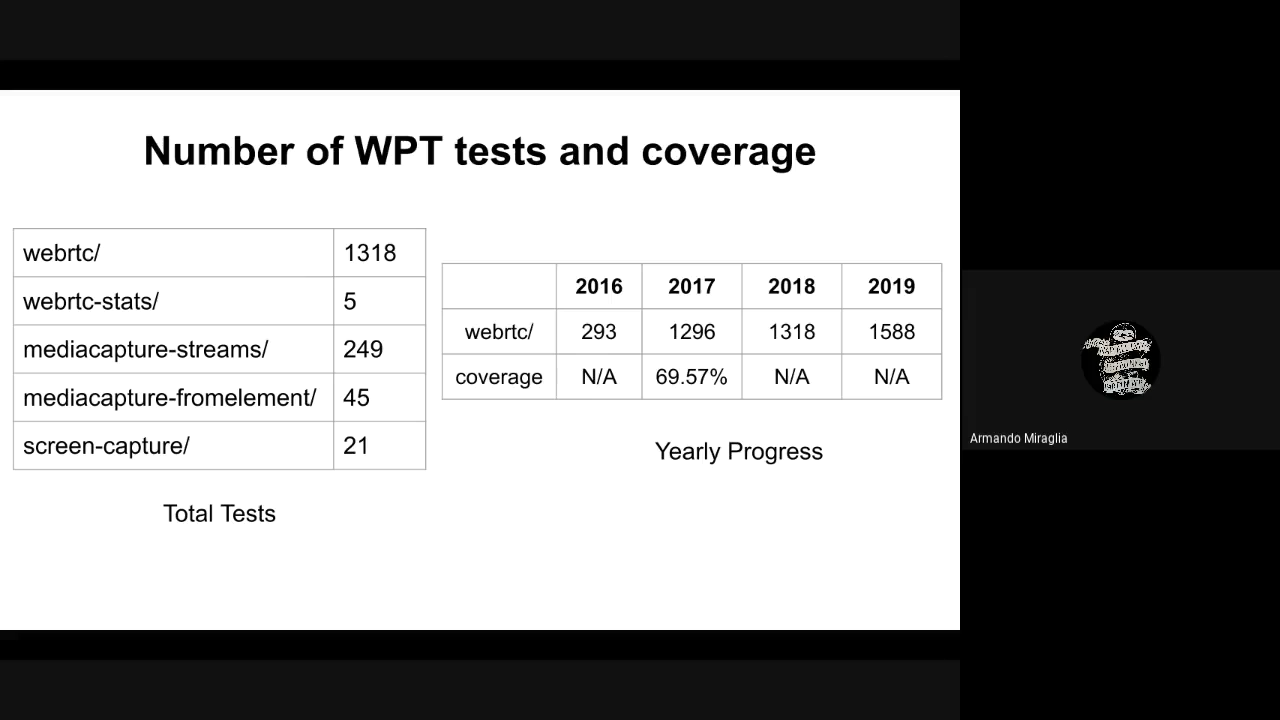 Number of WPT tests and coverage
webrtc/ 1318
webrtc-stats/ 5
mediacapture-streams/ 249
mediacapture-fromelement/ 45
screen-capture/ 21
Total Tests
2016 2017 2018 2019
webrtc/ 293 1296 1318 1588
coverage N/A 69.57% N/A N/A
Yearly Progress
Armando Miraglia